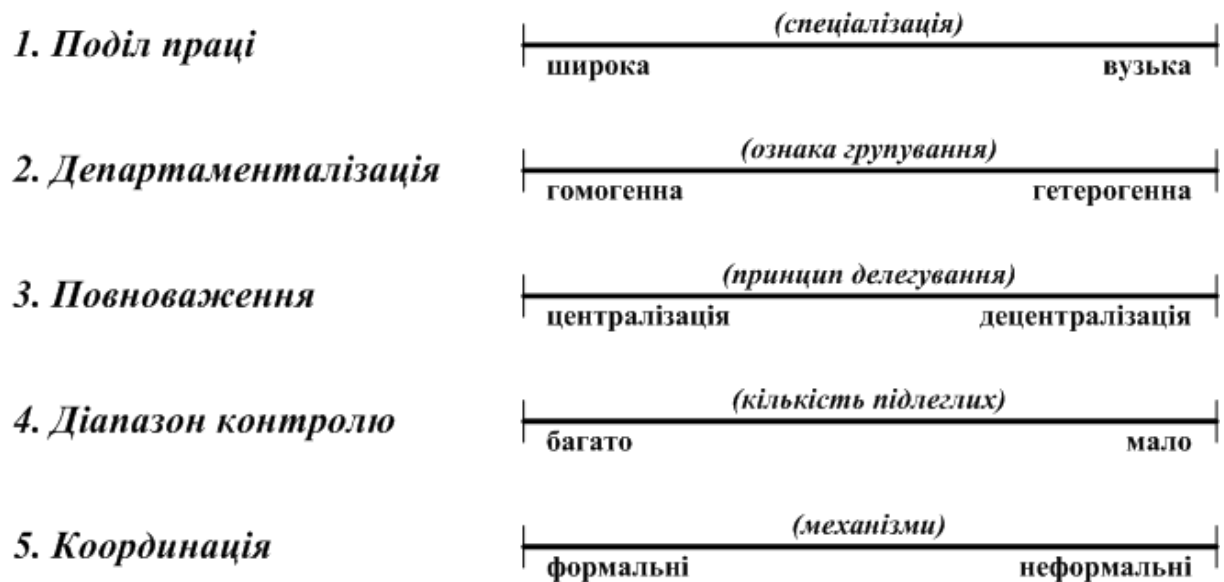 1. Поділ праці
(спеціалізація)
широка вузька
2. Департаменталізація
(ознака групування)
гомогенна гетерогенна
3. Повноваження
(принцип делегування)
централізація децентралізація
4. Діапазон контролю
(кількість підлеглих)
багато мало
5. Координація
(механізми)
формальні неформальні